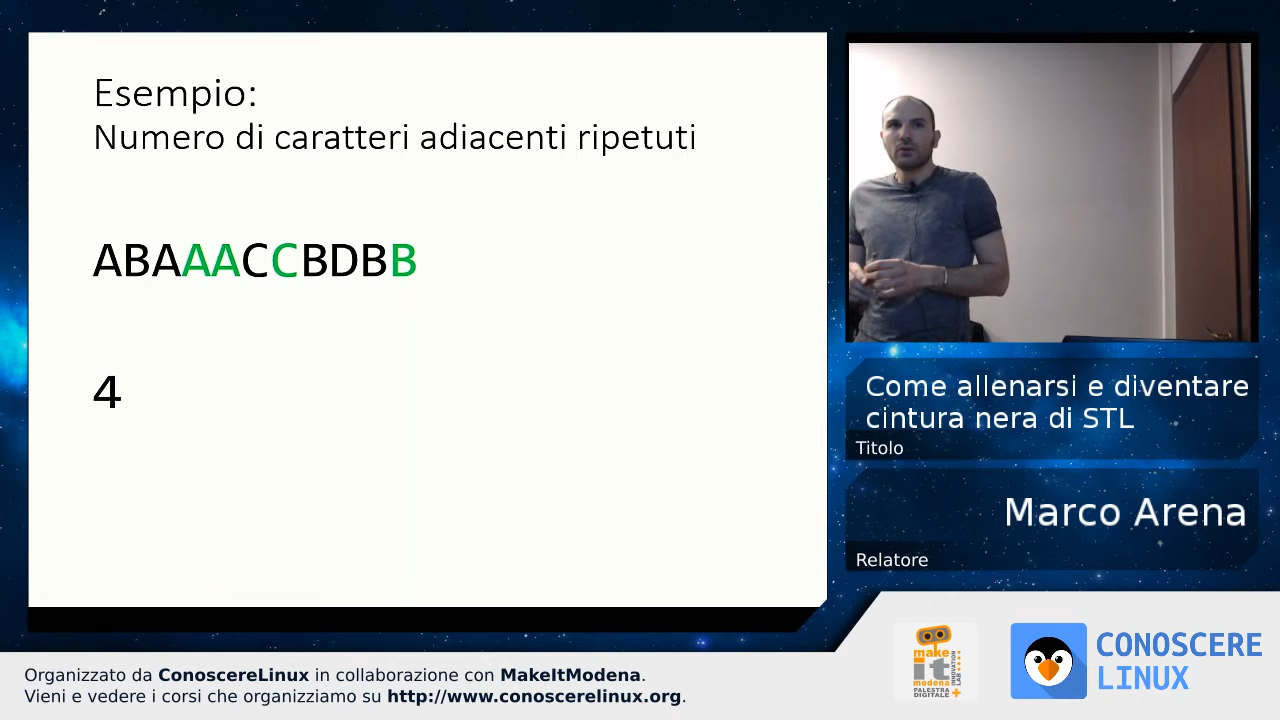 Esempio:
Numero di caratteri adiacenti ripetuti
ABAAACCBDBB
4
Come allenarsi e diventare
cintura nera di STL
Titolo
Marco Arena
Relatore
Organizzato da ConoscereLinux in collaborazione con MakeItModena.
Vieni e vedere i corsi che organizziamo su http://www.conoscerelinux.org.
make
it
modena
PALESTRA
DIGITALE
INNOVATION
LAB
CONOSCERE
LINUX